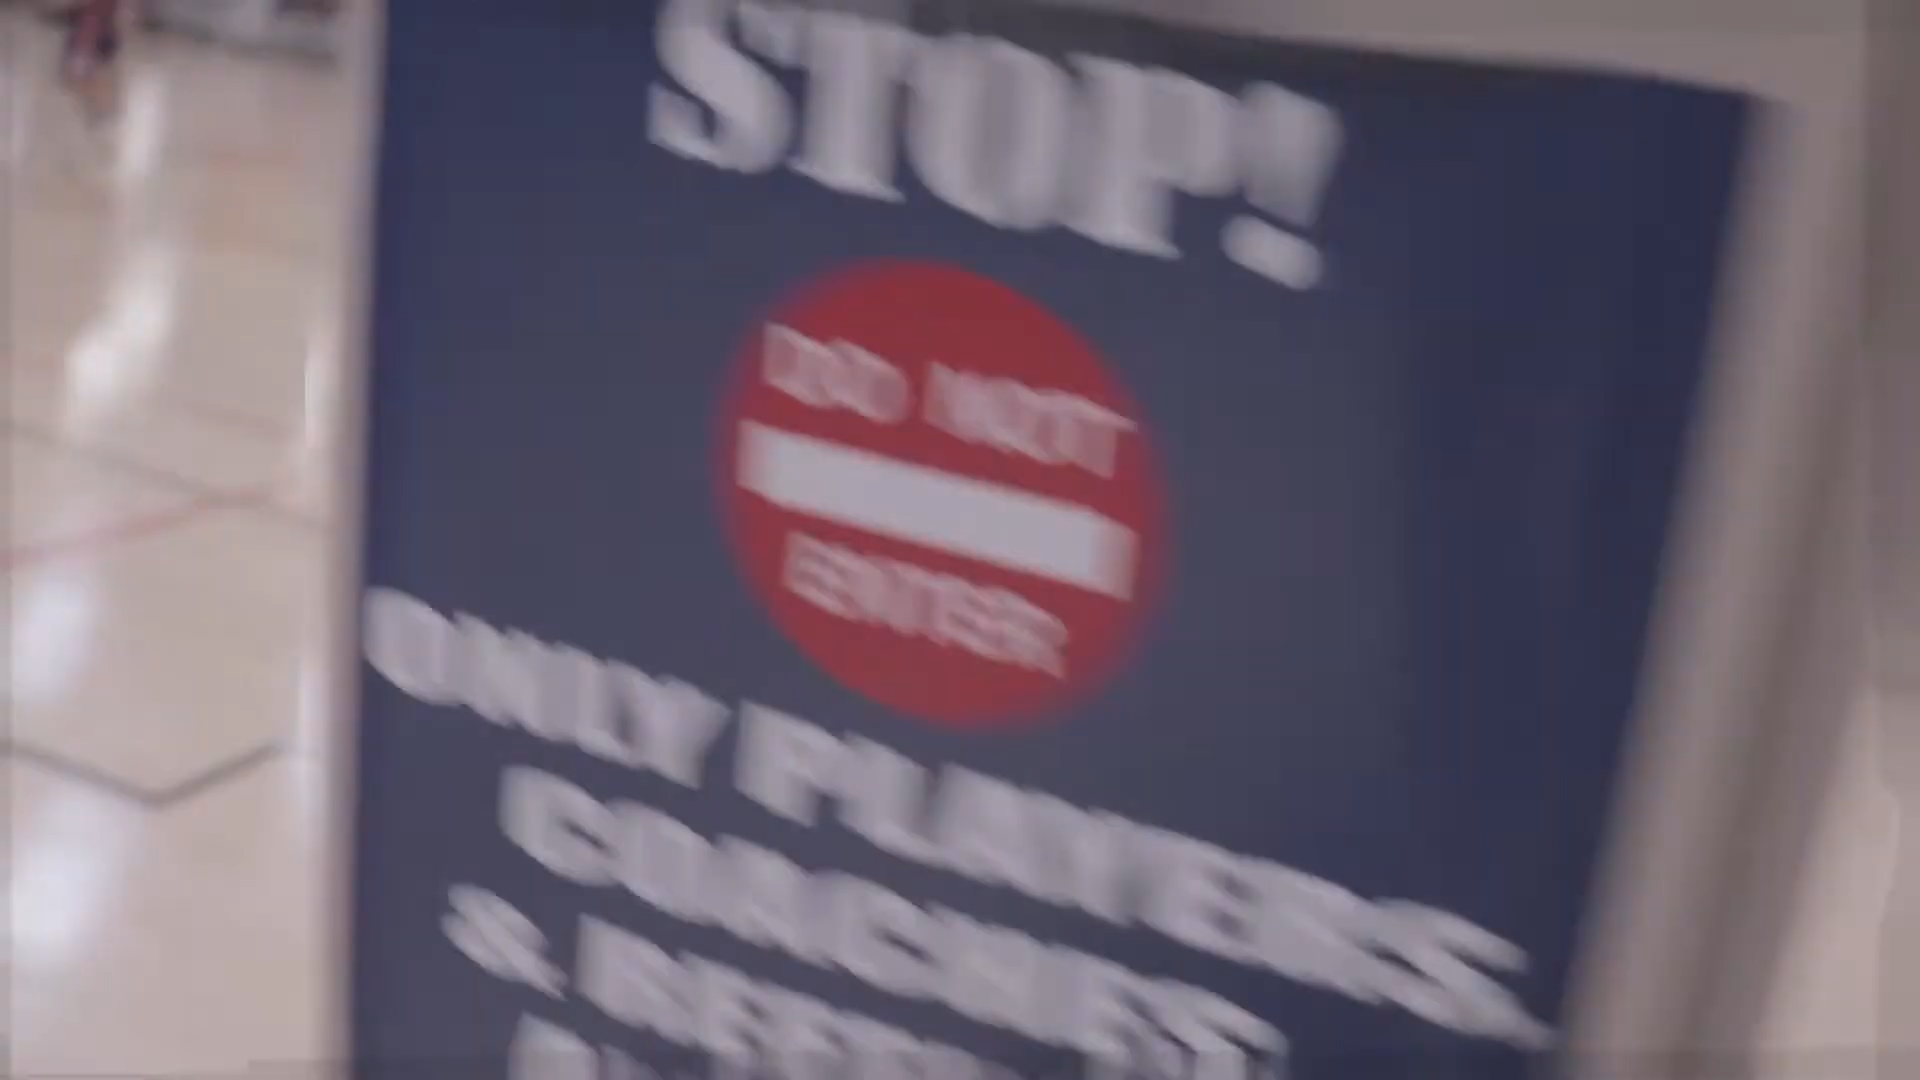 STOP!
DO NOT
ENTER
ONLY PLAYERS
COACHES
&